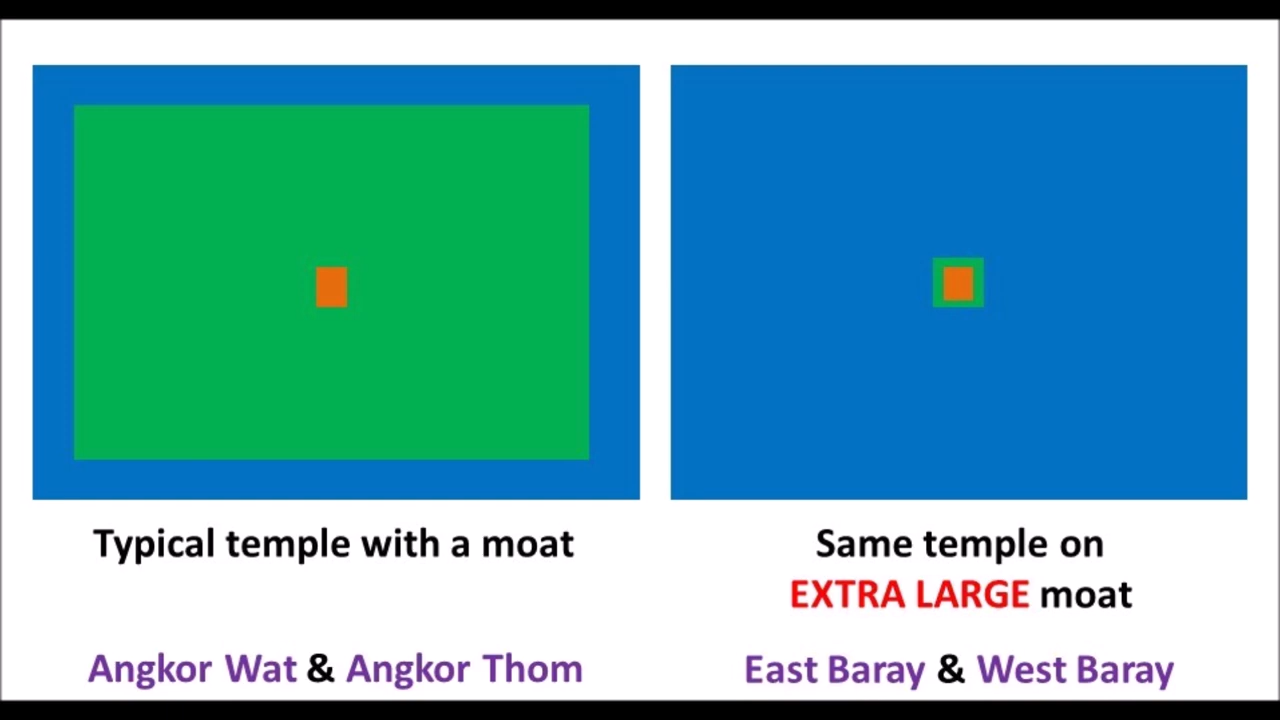 Typical temple with a moat
Same temple on
EXTRA LARGE moat
Angkor Wat & Angkor Thom
East Baray & West Baray